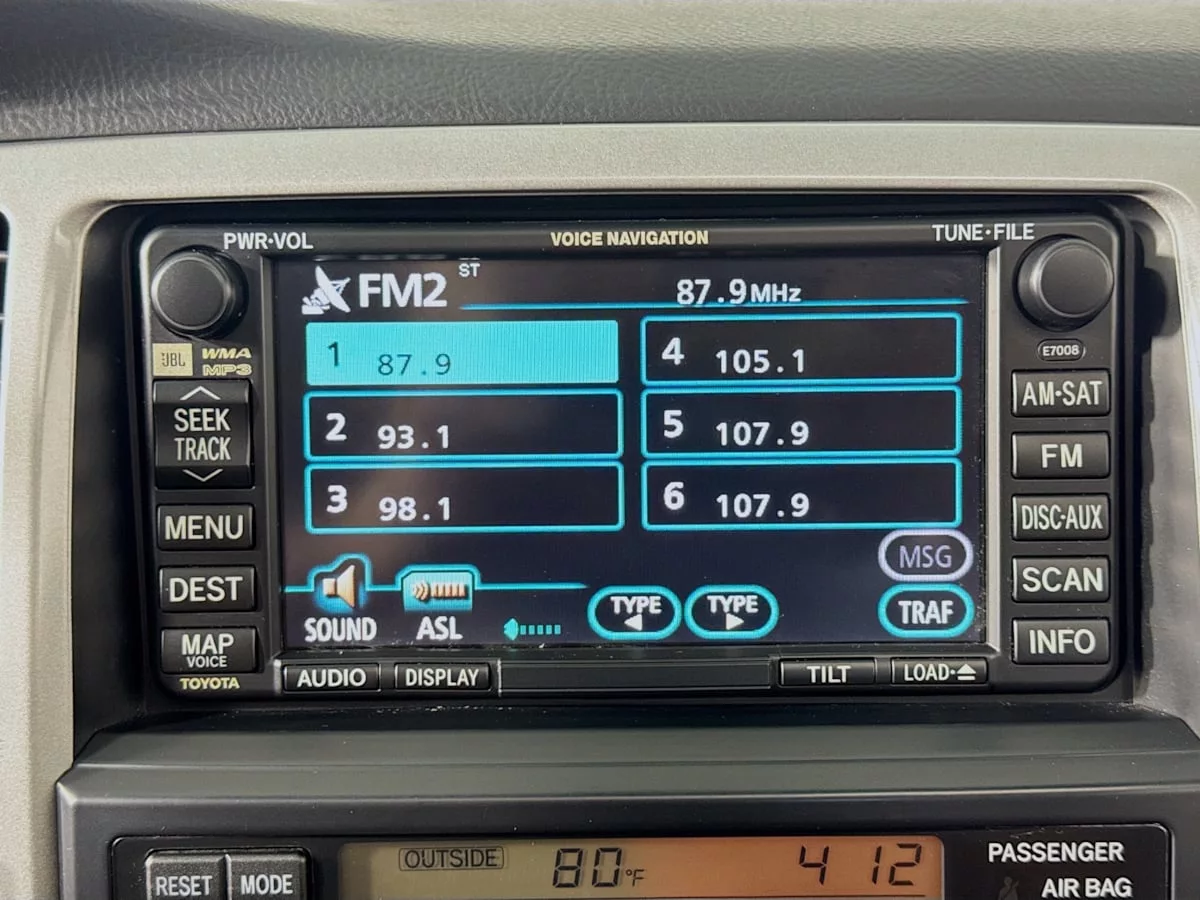 PWR·VOL
VOICE NAVIGATION
TUNE·FILE
FM2 ST
87.9MHz
JBL
WMA
MP3
E7008
1 87.9
4 105.1
2 93.1
5 107.9
3 98.1
6 107.9
SEEK
TRACK
MENU
DEST
MAP
VOICE
TOYOTA
AM·SAT
FM
DISC·AUX
SCAN
INFO
MSG
SOUND
ASL
TYPE
TYPE
TRAF
AUDIO
DISPLAY
TILT
LOAD·
RESET
MODE
OUTSIDE
80°F
4 12
PASSENGER
AIR BAG